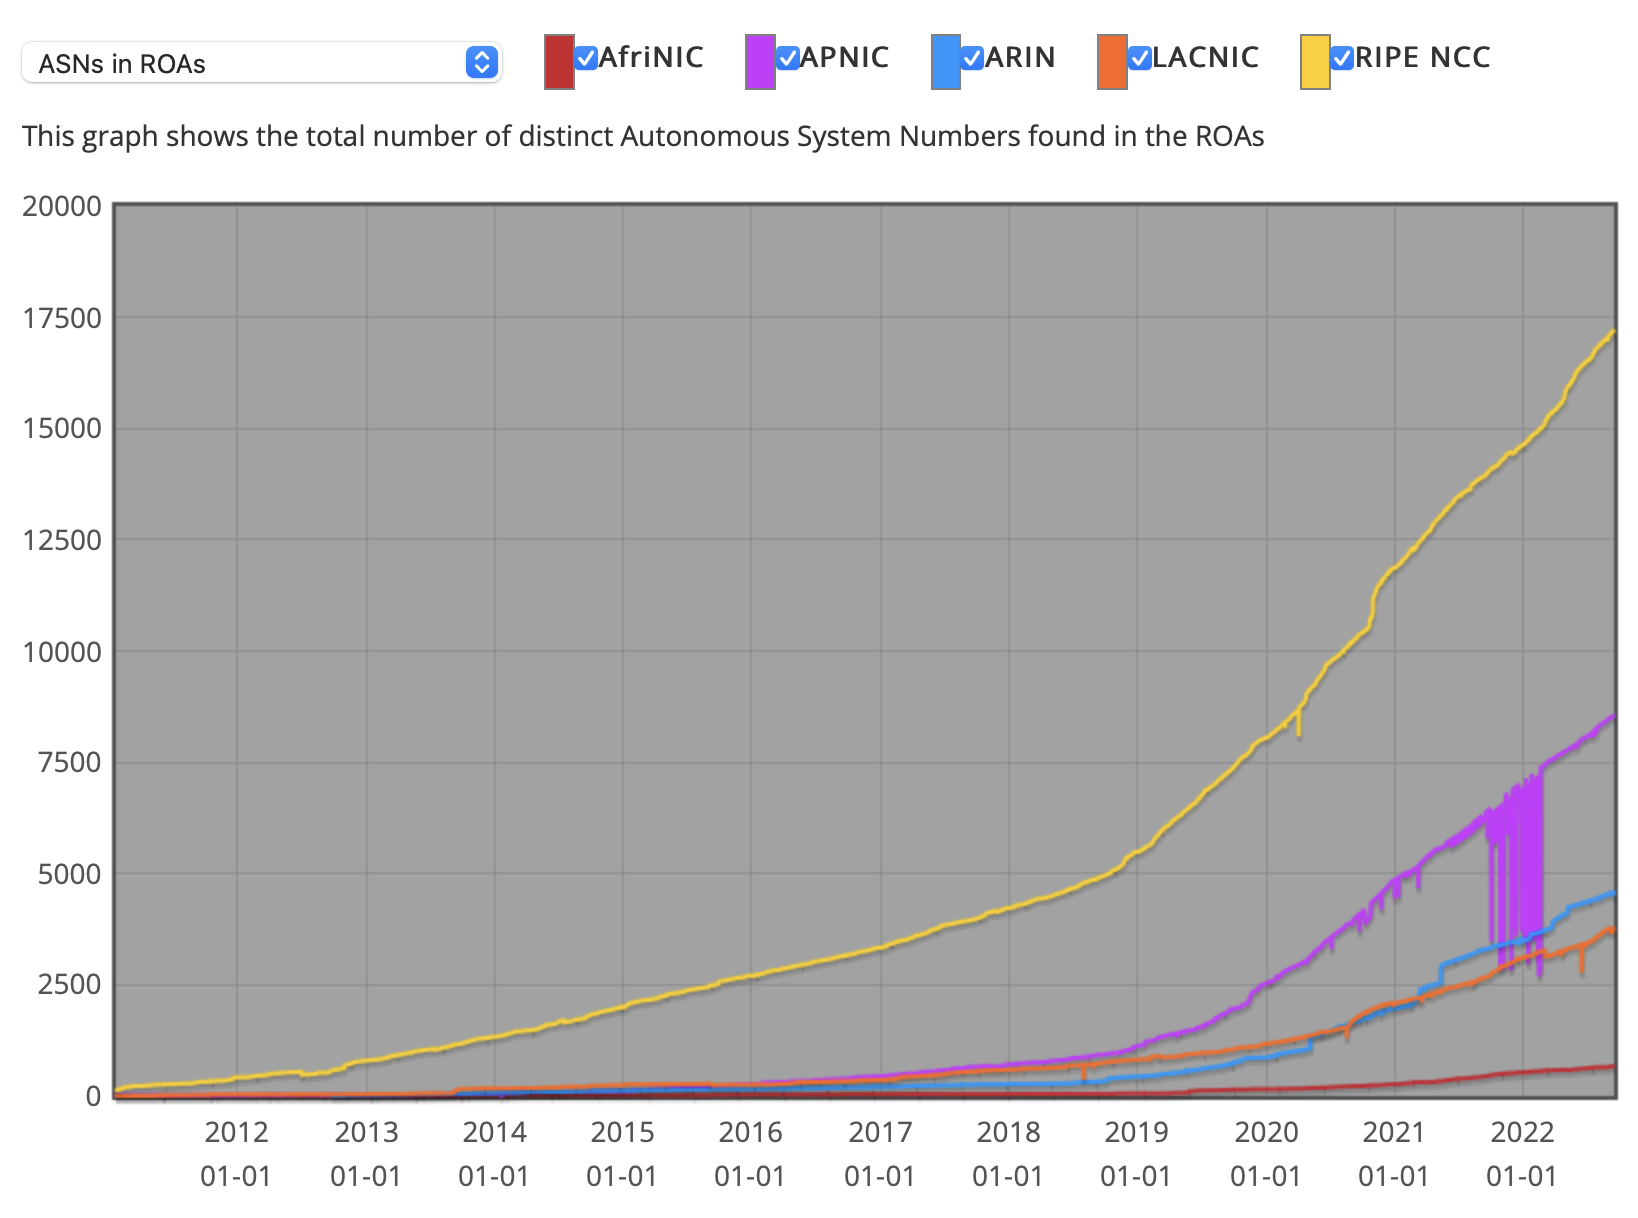 ASNs in ROAs AfriNIC APNIC ARIN LACNIC RIPE NCC
This graph shows the total number of distinct Autonomous System Numbers found in the ROAs
20000
17500
15000
12500
10000
7500
5000
2500
0
2012 2013 2014 2015 2016 2017 2018 2019 2020 2021 2022
01-01 01-01 01-01 01-01 01-01 01-01 01-01 01-01 01-01 01-01 01-01